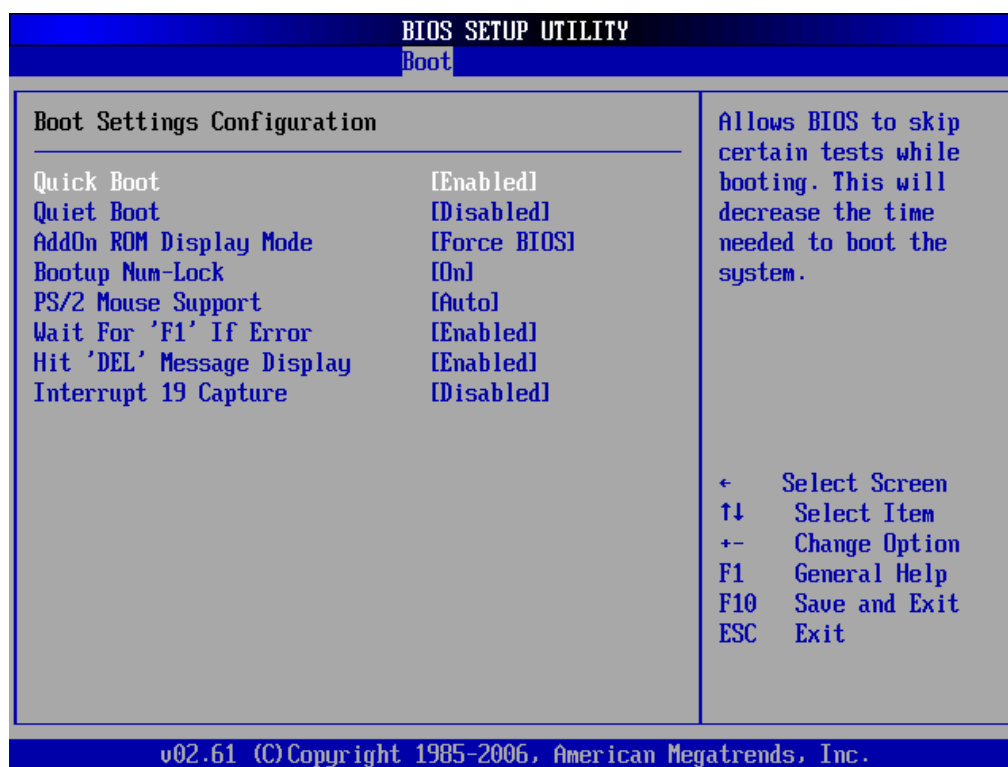 BIOS SETUP UTILITY
Boot
Boot Settings Configuration
Quick Boot [Enabled]
Quiet Boot [Disabled]
AddOn ROM Display Mode [Force BIOS]
Bootup Num-Lock [On]
PS/2 Mouse Support [Auto]
Wait For 'F1' If Error [Enabled]
Hit 'DEL' Message Display [Enabled]
Interrupt 19 Capture [Disabled]
Allows BIOS to skip
certain tests while
booting. This will
decrease the time
needed to boot the
system.
← Select Screen
↑↓ Select Item
+- Change Option
F1 General Help
F10 Save and Exit
ESC Exit
v02.61 (C)Copyright 1985-2006, American Megatrends, Inc.